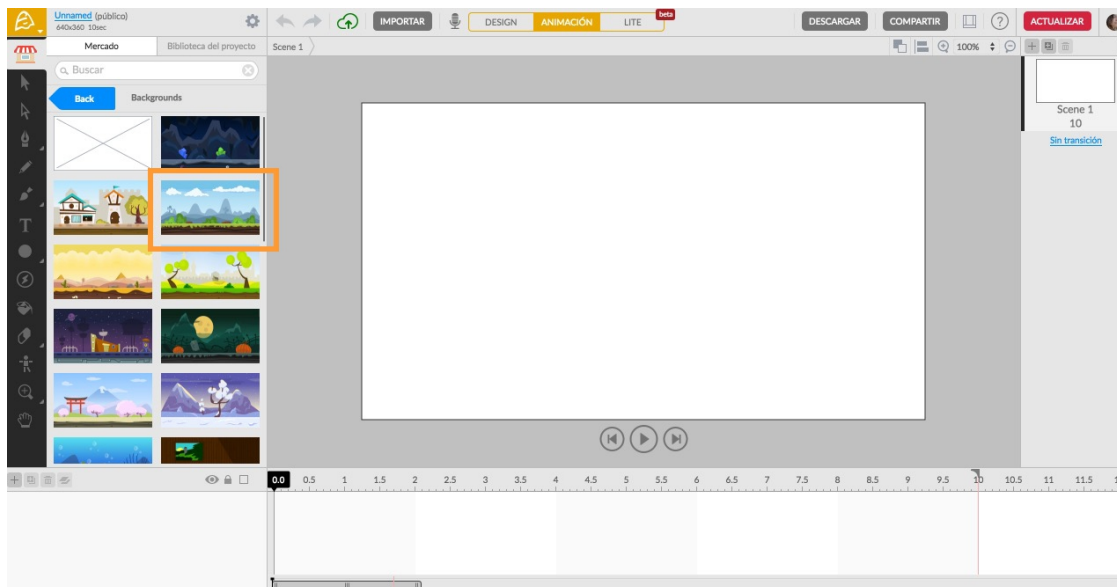 Unnamed (público)
640x360 10sec
IMPORTAR
DESIGN
ANIMACIÓN
LITE
beta
DESCARGAR
COMPARTIR
?
ACTUALIZAR
Mercado
Biblioteca del proyecto
Scene 1
100%
Buscar
Back
Backgrounds
T
Scene 1
10
Sin transición
0.0 0.5 1 1.5 2 2.5 3 3.5 4 4.5 5 5.5 6 6.5 7 7.5 8 8.5 9 9.5 10 10.5 11 11.5